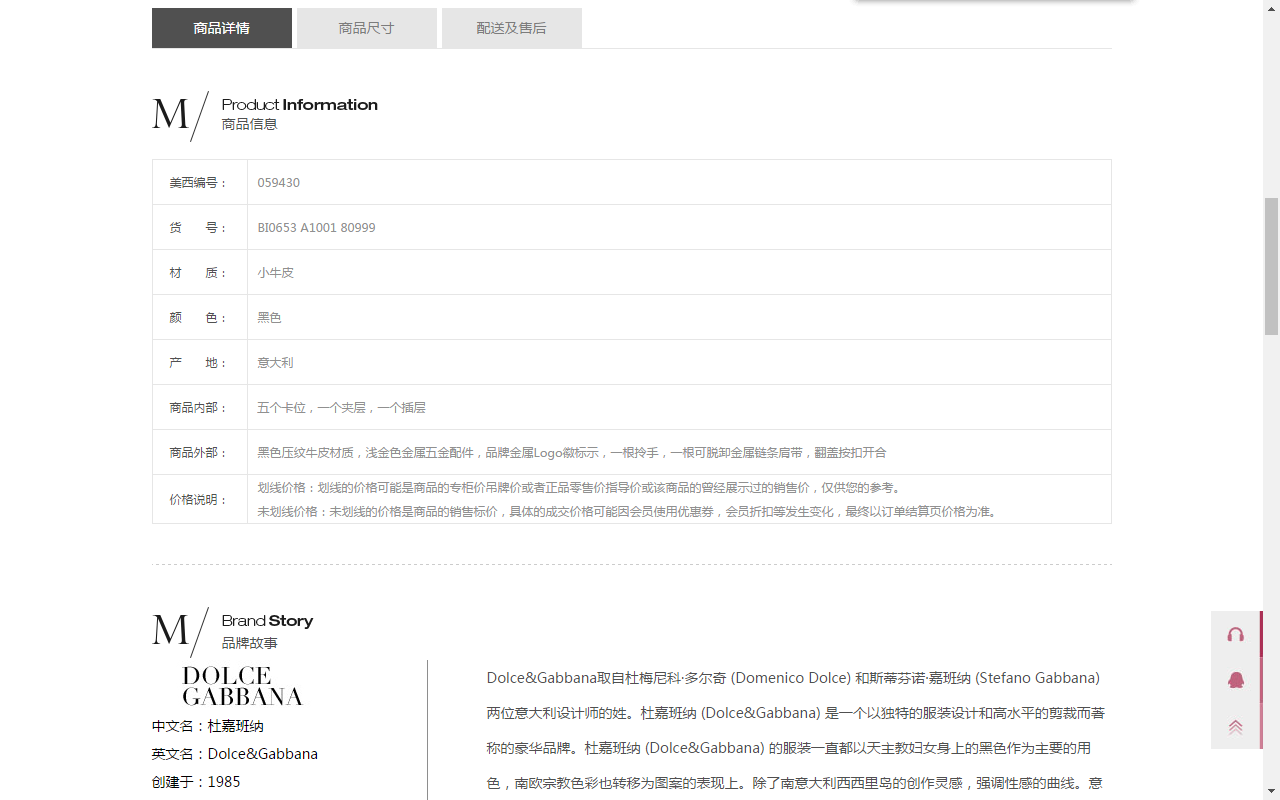 商品详情 商品尺寸 配送及售后
M/ Product Information
商品信息
美西编号： 059430
货 号： BI0653 A1001 80999
材 质： 小牛皮
颜 色： 黑色
产 地： 意大利
商品内部： 五个卡位，一个夹层，一个插层
商品外部： 黑色压纹牛皮材质，浅金色金属五金配件，品牌金属Logo徽标示，一根拎手，一根可脱卸金属链条肩带，翻盖按扣开合
价格说明： 划线价格：划线的价格可能是商品的专柜价吊牌价或者正品零售价指导价或该商品的曾经展示过的销售价，仅供您的参考。
未划线价格：未划线的价格是商品的销售标价，具体的成交价格可能因会员使用优惠券，会员折扣等发生变化，最终以订单结算页价格为准。
M/ Brand Story
品牌故事
DOLCE
GABBANA
中文名：杜嘉班纳
英文名：Dolce&Gabbana
创建于：1985
Dolce&Gabbana取自杜梅尼科·多尔奇 (Domenico Dolce) 和斯蒂芬诺·嘉班纳 (Stefano Gabbana)
两位意大利设计师的姓。杜嘉班纳 (Dolce&Gabbana) 是一个以独特的服装设计和高水平的剪裁而著
称的豪华品牌。杜嘉班纳 (Dolce&Gabbana) 的服装一直都以天主教妇女身上的黑色作为主要的用
色，南欧宗教色彩也转移为图案的表现上。除了南意大利西西里岛的创作灵感，强调性感的曲线。意